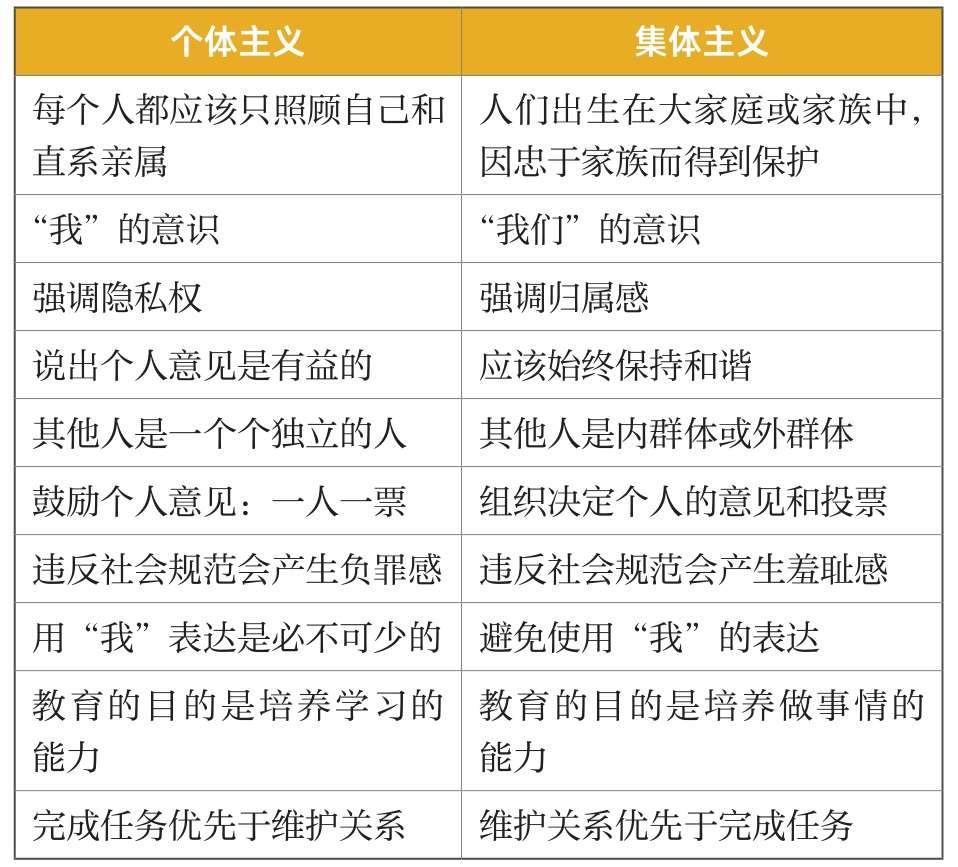 个体主义
集体主义
每个人都应该只照顾自己和
直系亲属
人们出生在大家庭或家族中，
因忠于家族而得到保护
“我”的意识
“我们”的意识
强调隐私权
强调归属感
说出个人意见是有益的
应该始终保持和谐
其他人是一个个独立的人
其他人是内群体或外群体
鼓励个人意见：一人一票
组织决定个人的意见和投票
违反社会规范会产生负罪感
违反社会规范会产生羞耻感
用“我”表达是必不可少的
避免使用“我”的表达
教育的目的是培养学习的
能力
教育的目的是培养做事情的
能力
完成任务优先于维护关系
维护关系优先于完成任务